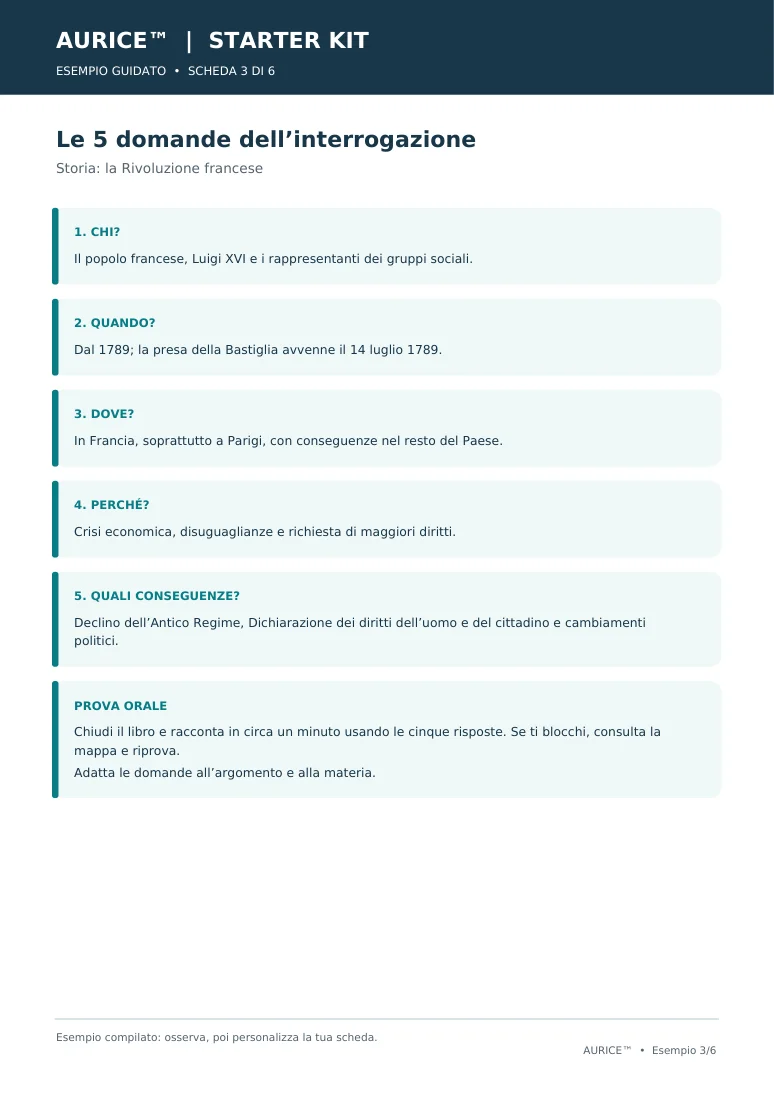 AURICE™ | STARTER KIT
ESEMPIO GUIDATO • SCHEDA 3 DI 6
Le 5 domande dell’interrogazione
Storia: la Rivoluzione francese
1. CHI?
Il popolo francese, Luigi XVI e i rappresentanti dei gruppi sociali.
2. QUANDO?
Dal 1789; la presa della Bastiglia avvenne il 14 luglio 1789.
3. DOVE?
In Francia, soprattutto a Parigi, con conseguenze nel resto del Paese.
4. PERCHÉ?
Crisi economica, disuguaglianze e richiesta di maggiori diritti.
5. QUALI CONSEGUENZE?
Declino dell’Antico Regime, Dichiarazione dei diritti dell’uomo e del cittadino e cambiamenti
politici.
PROVA ORALE
Chiudi il libro e racconta in circa un minuto usando le cinque risposte. Se ti blocchi, consulta la
mappa e riprova.
Adatta le domande all’argomento e alla materia.
Esempio compilato: osserva, poi personalizza la tua scheda.
AURICE™ • Esempio 3/6